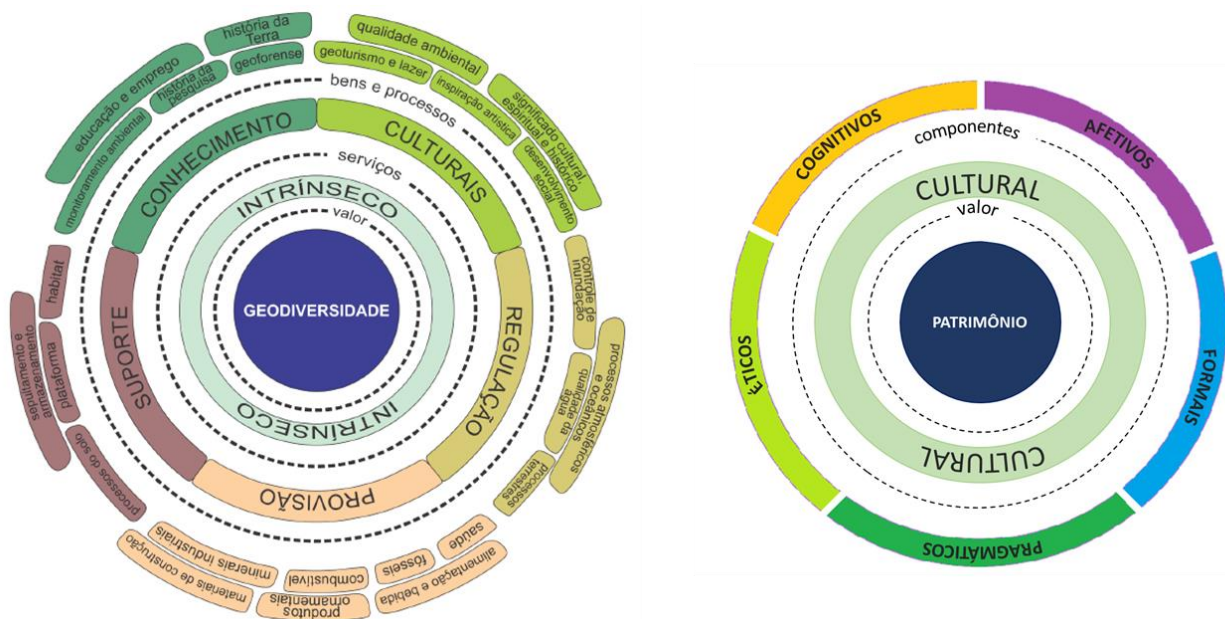 história da
Terra
educação e emprego
história da
pesquisa
geoforense
monitoramento ambiental
qualidade ambiental
geoturismo e lazer
inspiração artística
significado cultural
espiritual e histórico
desenvolvimento
social
bens e processos
CONHECIMENTO
CULTURAIS
serviços
INTRÍNSECO
valor
GEODIVERSIDADE
INTRÍNSECO
SUPORTE
REGULAÇÃO
PROVISÃO
habitat
plataforma
sepultamento e
armazenamento
processos do solo
controle de
inundação
processos atmosféricos
e oceânicos
qualidade da
água
processos
terrestres
saúde
fósseis
alimentação e bebida
combustível
produtos
ornamentais
minerais industriais
materiais de construção
COGNITIVOS
AFETIVOS
componentes
CULTURAL
valor
PATRIMÔNIO
CULTURAL
ÉTICOS
FORMAIS
PRAGMÁTICOS